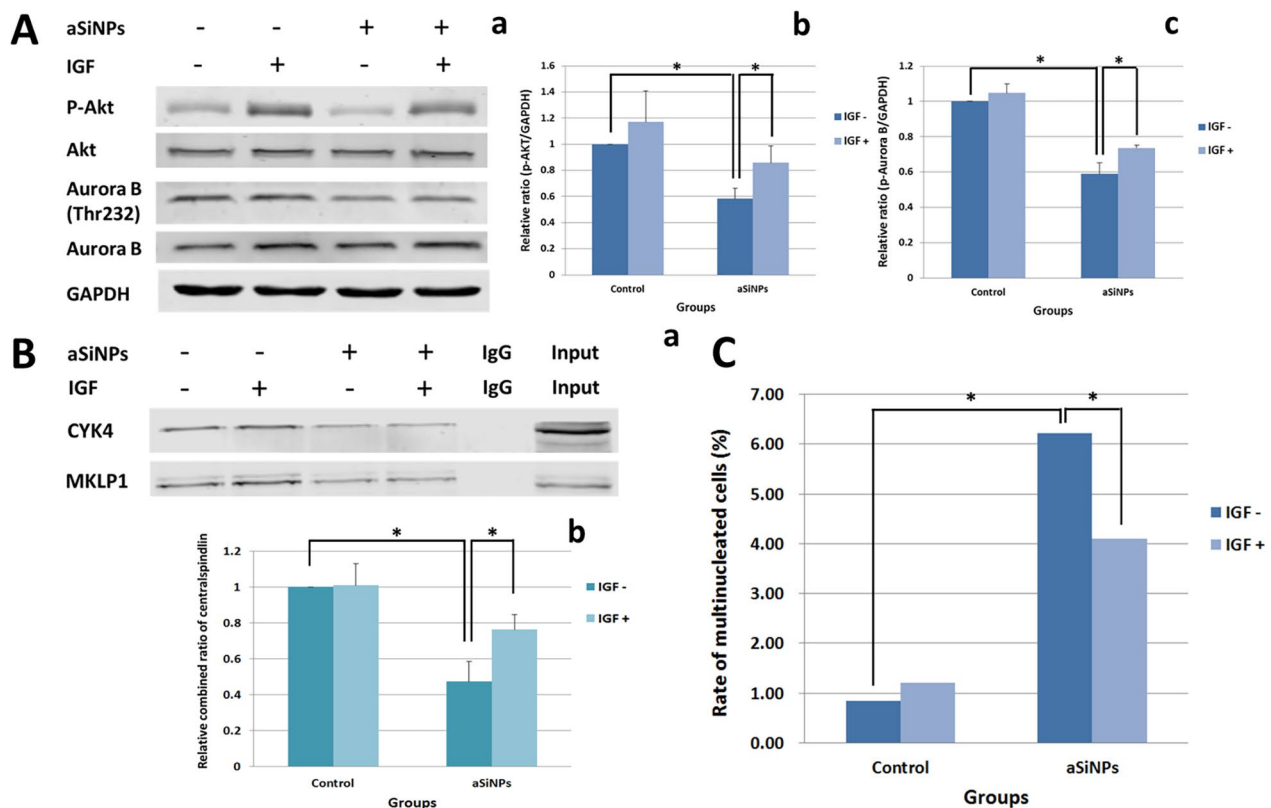 A
aSiNPs - - + +
IGF - + - +
P-Akt
Akt
Aurora B
(Thr232)
Aurora B
GAPDH
a
Relative ratio (p-AKT/GAPDH)
1.6
1.4
1.2
1
0.8
0.6
0.4
0.2
0
* *
Control aSiNPs
Groups
IGF -
IGF +
b
Relative ratio (p-Aurora B/GAPDH)
1.2
1
0.8
0.6
0.4
0.2
0
* *
Control aSiNPs
Groups
c
B
aSiNPs - - + + IgG Input
IGF - + - + IgG Input
CYK4
MKLP1
a
Relative combined ratio of centralspindlin
1.2
1
0.8
0.6
0.4
0.2
0
* *
Control aSiNPs
Groups
IGF -
IGF +
b
C
Rate of multinucleated cells (%)
7.00
6.00
5.00
4.00
3.00
2.00
1.00
0.00
* *
Control aSiNPs
Groups
IGF -
IGF +